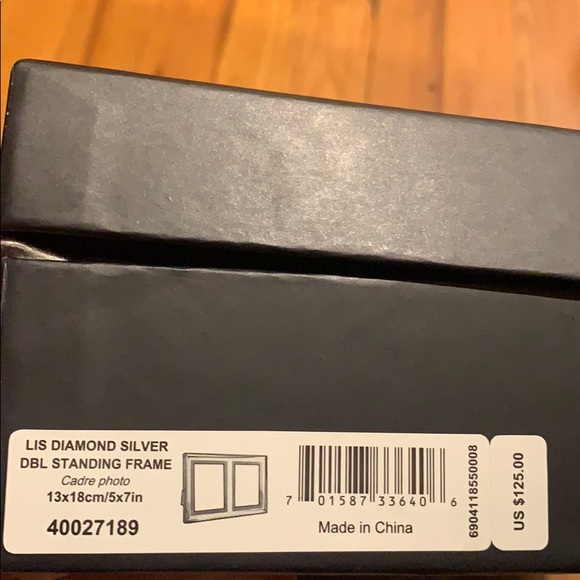 LIS DIAMOND SILVER
DBL STANDING FRAME
Cadre photo
13x18cm/5x7in
40027189
7 01587 33640 6
Made in China
6904118550008
US $125.00